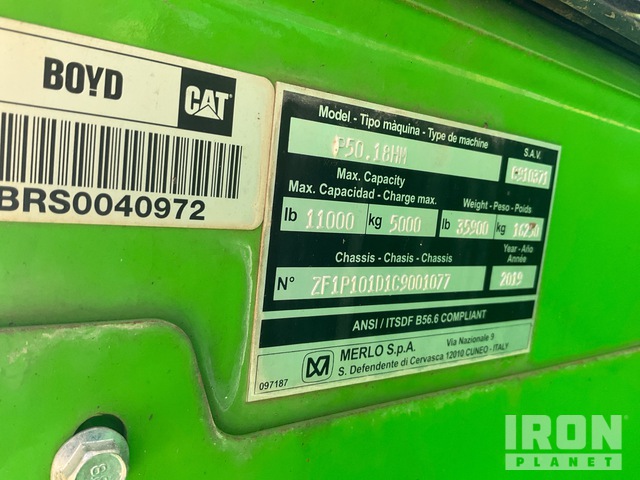 BOYD
CAT
BRS0040972
Model - Tipo màquina - Type de machine
P50.18HM
S.A.V.
C910371
Max. Capacity
Max. Capacidad - Charge max.
Weight - Peso - Poids
lb 11000 kg 5000 lb 35900 kg
Chassis - Chasis - Chassis
Year - Año
Année
N° ZF1P101D1C9001077 2019
ANSI / ITSDF B56.6 COMPLIANT
MERLO S.p.A. Via Nazionale 9
S. Defendente di Cervasca 12010 CUNEO - ITALY
097187
IRON
PLANET